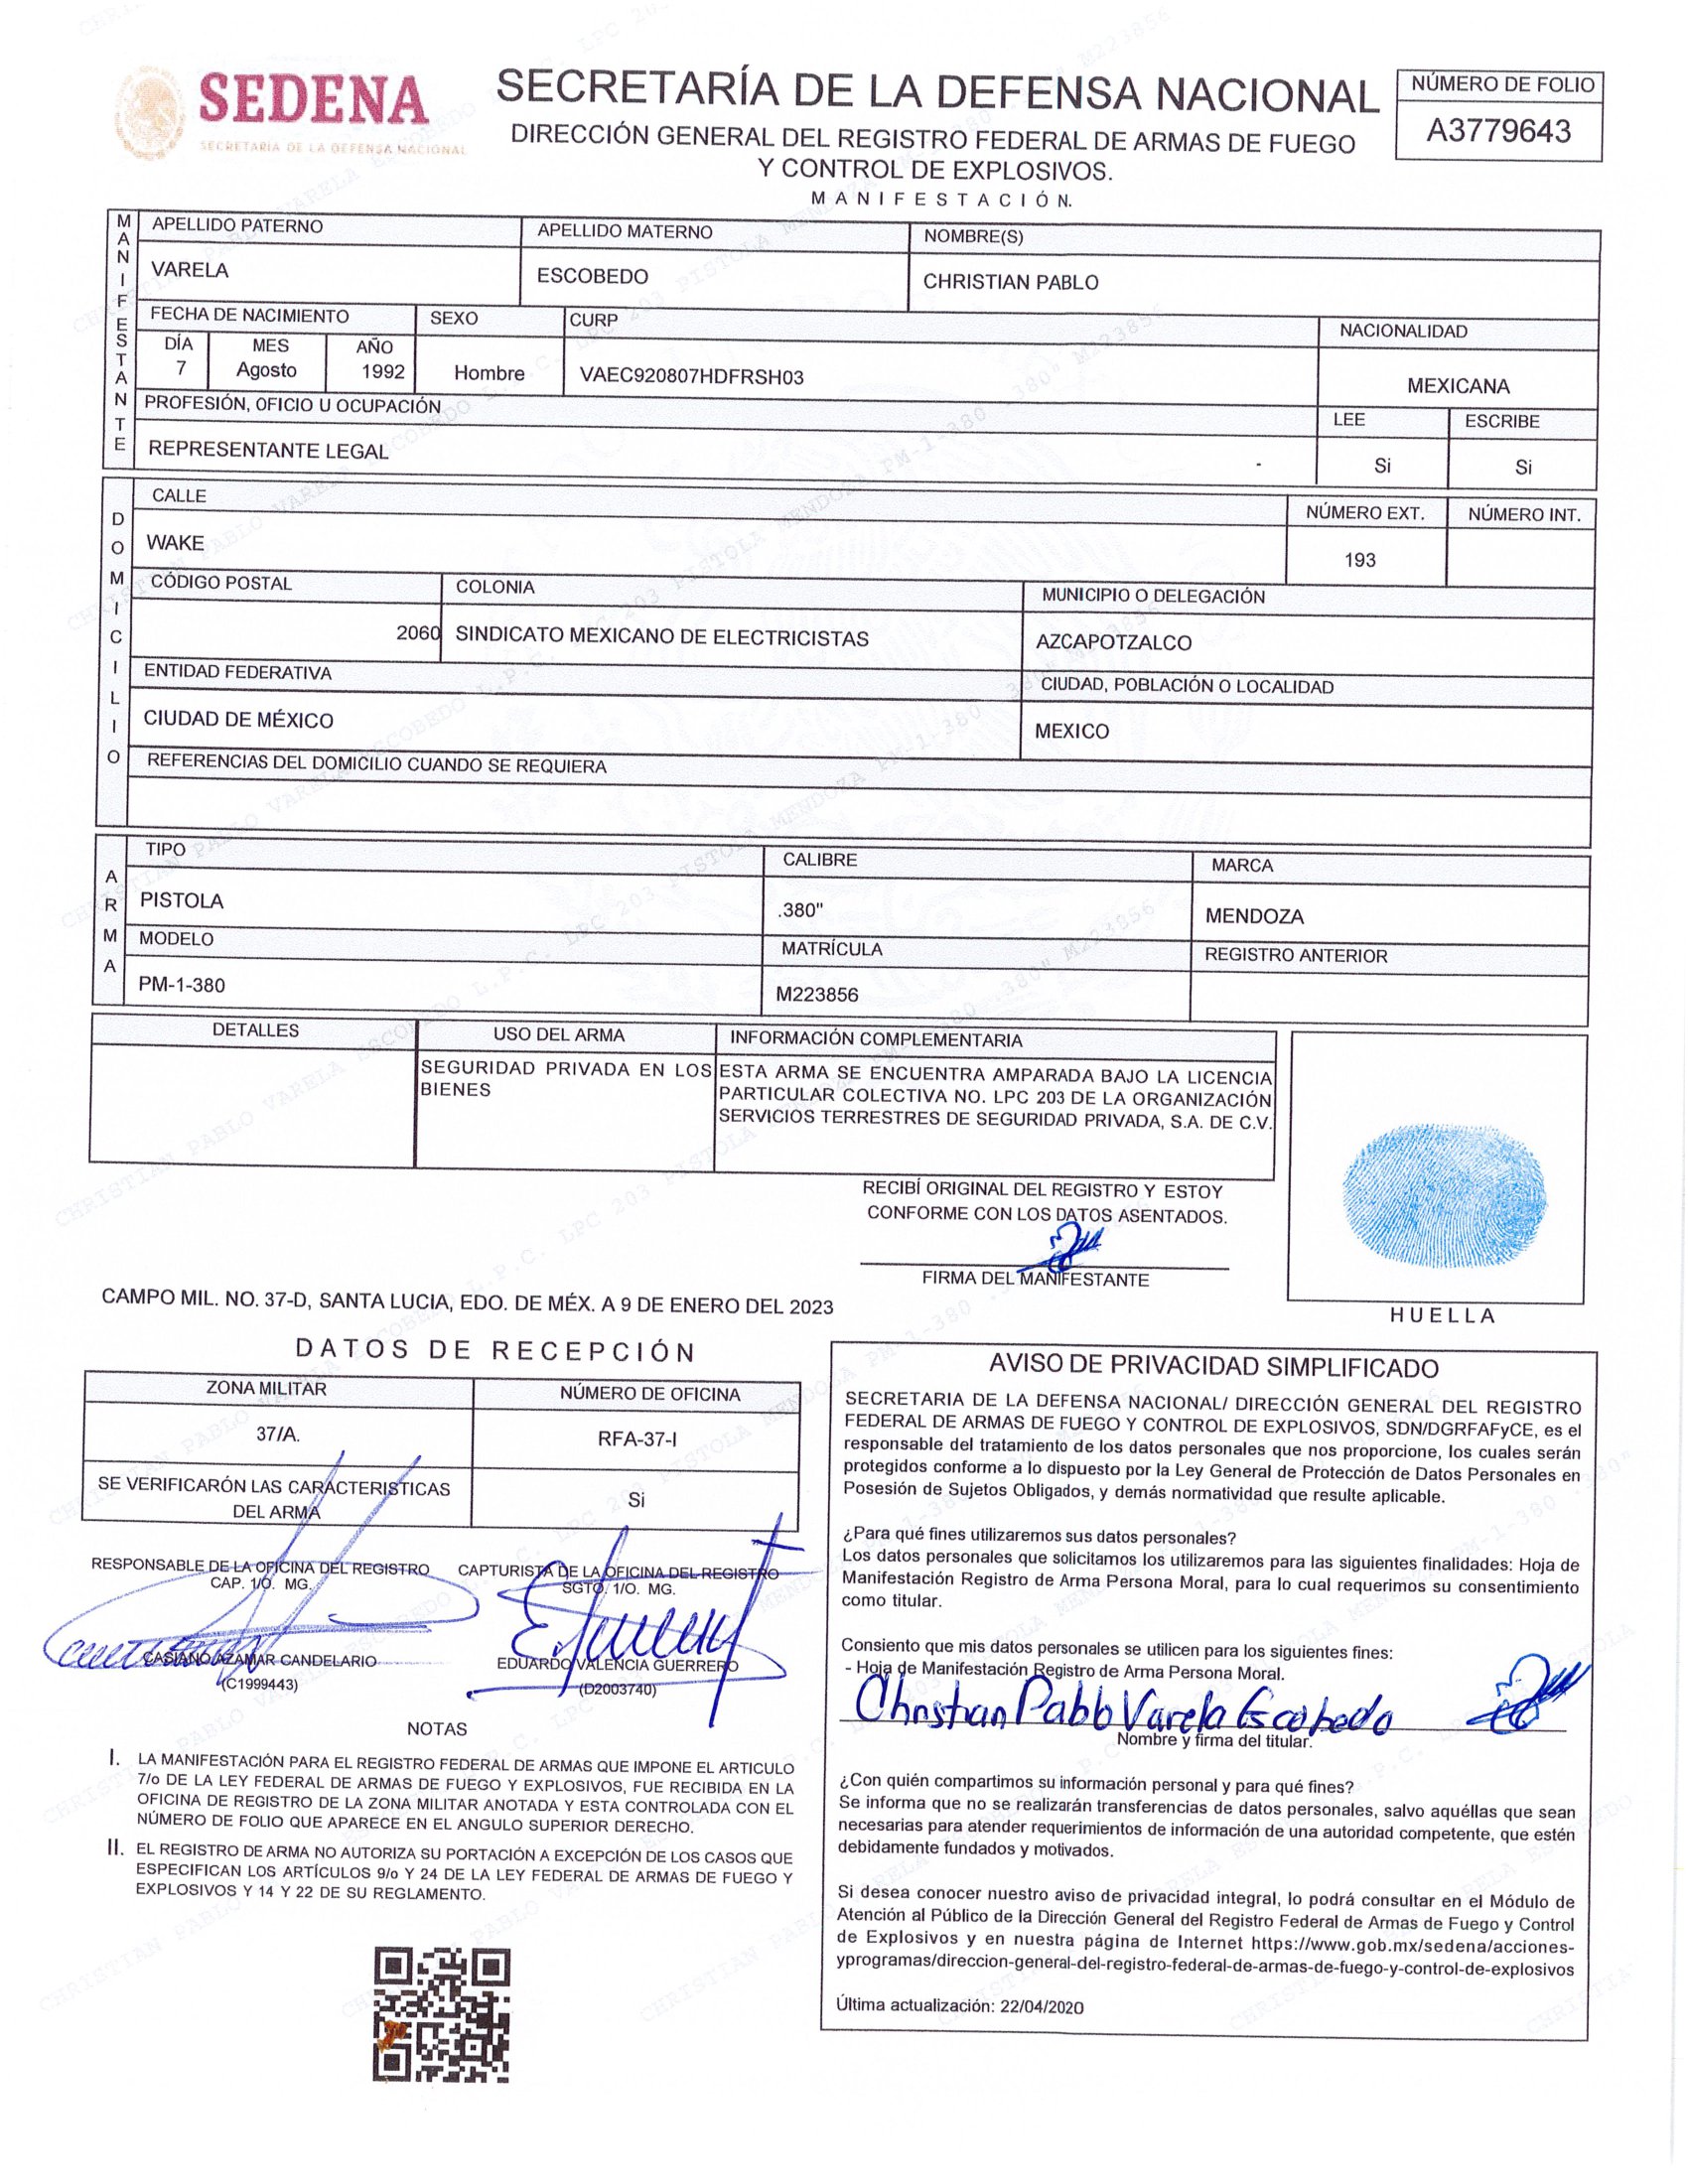 SEDENA
SECRETARÍA DE LA DEFENSA NACIONAL
SECRETARÍA DE LA DEFENSA NACIONAL
DIRECCIÓN GENERAL DEL REGISTRO FEDERAL DE ARMAS DE FUEGO
Y CONTROL DE EXPLOSIVOS.
MANIFESTACIÓN.
NÚMERO DE FOLIO
A3779643
MANIFESTANTE
APELLIDO PATERNO APELLIDO MATERNO NOMBRE(S)
VARELA ESCOBEDO CHRISTIAN PABLO
FECHA DE NACIMIENTO SEXO CURP NACIONALIDAD
DÍA MES AÑO
7 Agosto 1992 Hombre VAEC920807HDFRSH03 MEXICANA
PROFESIÓN, OFICIO U OCUPACIÓN LEE ESCRIBE
REPRESENTANTE LEGAL - Si Si
DOMICILIO
CALLE NÚMERO EXT. NÚMERO INT.
WAKE 193
CÓDIGO POSTAL COLONIA MUNICIPIO O DELEGACIÓN
2060 SINDICATO MEXICANO DE ELECTRICISTAS AZCAPOTZALCO
ENTIDAD FEDERATIVA CIUDAD, POBLACIÓN O LOCALIDAD
CIUDAD DE MÉXICO MEXICO
REFERENCIAS DEL DOMICILIO CUANDO SE REQUIERA
ARMA
TIPO CALIBRE MARCA
PISTOLA .380" MENDOZA
MODELO MATRÍCULA REGISTRO ANTERIOR
PM-1-380 M223856
DETALLES USO DEL ARMA INFORMACIÓN COMPLEMENTARIA
SEGURIDAD PRIVADA EN LOS BIENES
ESTA ARMA SE ENCUENTRA AMPARADA BAJO LA LICENCIA
PARTICULAR COLECTIVA NO. LPC 203 DE LA ORGANIZACIÓN
SERVICIOS TERRESTRES DE SEGURIDAD PRIVADA, S.A. DE C.V.
RECIBÍ ORIGINAL DEL REGISTRO Y ESTOY
CONFORME CON LOS DATOS ASENTADOS.
FIRMA DEL MANIFESTANTE
HUELLA
CAMPO MIL. NO. 37-D, SANTA LUCIA, EDO. DE MÉX. A 9 DE ENERO DEL 2023
DATOS DE RECEPCIÓN
ZONA MILITAR NÚMERO DE OFICINA
37/A. RFA-37-I
SE VERIFICARÓN LAS CARACTERISTICAS
DEL ARMA
Si
RESPONSABLE DE LA OFICINA DEL REGISTRO
CAP. 1/O. MG.
CASIANO AZAMAR CANDELARIO
(C1999443)
CAPTURISTA DE LA OFICINA DEL REGISTRO
SGTO. 1/O. MG.
EDUARDO VALENCIA GUERRERO
(D2003740)
NOTAS
I. LA MANIFESTACIÓN PARA EL REGISTRO FEDERAL DE ARMAS QUE IMPONE EL ARTICULO
7/o DE LA LEY FEDERAL DE ARMAS DE FUEGO Y EXPLOSIVOS, FUE RECIBIDA EN LA
OFICINA DE REGISTRO DE LA ZONA MILITAR ANOTADA Y ESTA CONTROLADA CON EL
NÚMERO DE FOLIO QUE APARECE EN EL ANGULO SUPERIOR DERECHO.
II. EL REGISTRO DE ARMA NO AUTORIZA SU PORTACIÓN A EXCEPCIÓN DE LOS CASOS QUE
ESPECIFICAN LOS ARTÍCULOS 9/o Y 24 DE LA LEY FEDERAL DE ARMAS DE FUEGO Y
EXPLOSIVOS Y 14 Y 22 DE SU REGLAMENTO.
AVISO DE PRIVACIDAD SIMPLIFICADO
SECRETARIA DE LA DEFENSA NACIONAL/ DIRECCIÓN GENERAL DEL REGISTRO
FEDERAL DE ARMAS DE FUEGO Y CONTROL DE EXPLOSIVOS, SDN/DGRFAFyCE, es el
responsable del tratamiento de los datos personales que nos proporcione, los cuales serán
protegidos conforme a lo dispuesto por la Ley General de Protección de Datos Personales en
Posesión de Sujetos Obligados, y demás normatividad que resulte aplicable.
¿Para qué fines utilizaremos sus datos personales?
Los datos personales que solicitamos los utilizaremos para las siguientes finalidades: Hoja de
Manifestación Registro de Arma Persona Moral, para lo cual requerimos su consentimiento
como titular.
Consiento que mis datos personales se utilicen para los siguientes fines:
- Hoja de Manifestación Registro de Arma Persona Moral.
Christian Pablo Varela Escobedo
Nombre y firma del titular.
¿Con quién compartimos su información personal y para qué fines?
Se informa que no se realizarán transferencias de datos personales, salvo aquéllas que sean
necesarias para atender requerimientos de información de una autoridad competente, que estén
debidamente fundados y motivados.
Si desea conocer nuestro aviso de privacidad integral, lo podrá consultar en el Módulo de
Atención al Público de la Dirección General del Registro Federal de Armas de Fuego y Control
de Explosivos y en nuestra página de Internet https://www.gob.mx/sedena/acciones-
yprogramas/direccion-general-del-registro-federal-de-armas-de-fuego-y-control-de-explosivos
Última actualización: 22/04/2020